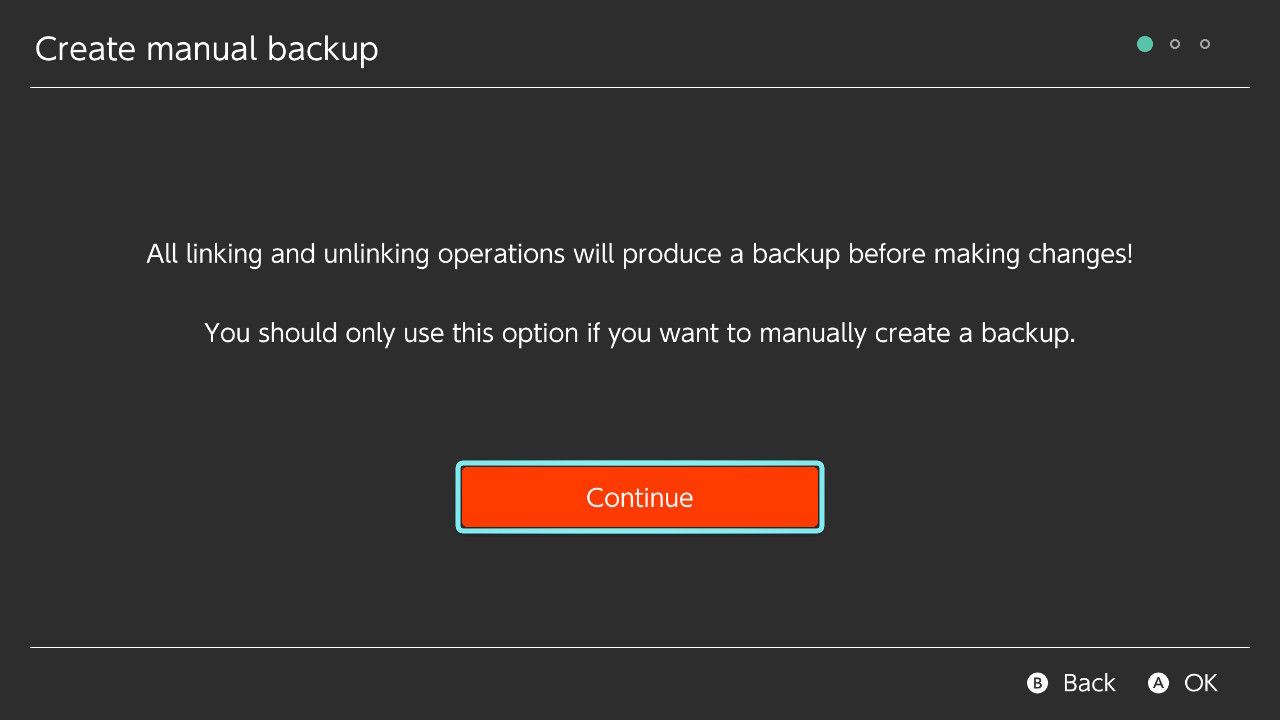 Create manual backup
All linking and unlinking operations will produce a backup before making changes!
You should only use this option if you want to manually create a backup.
Continue
B Back A OK